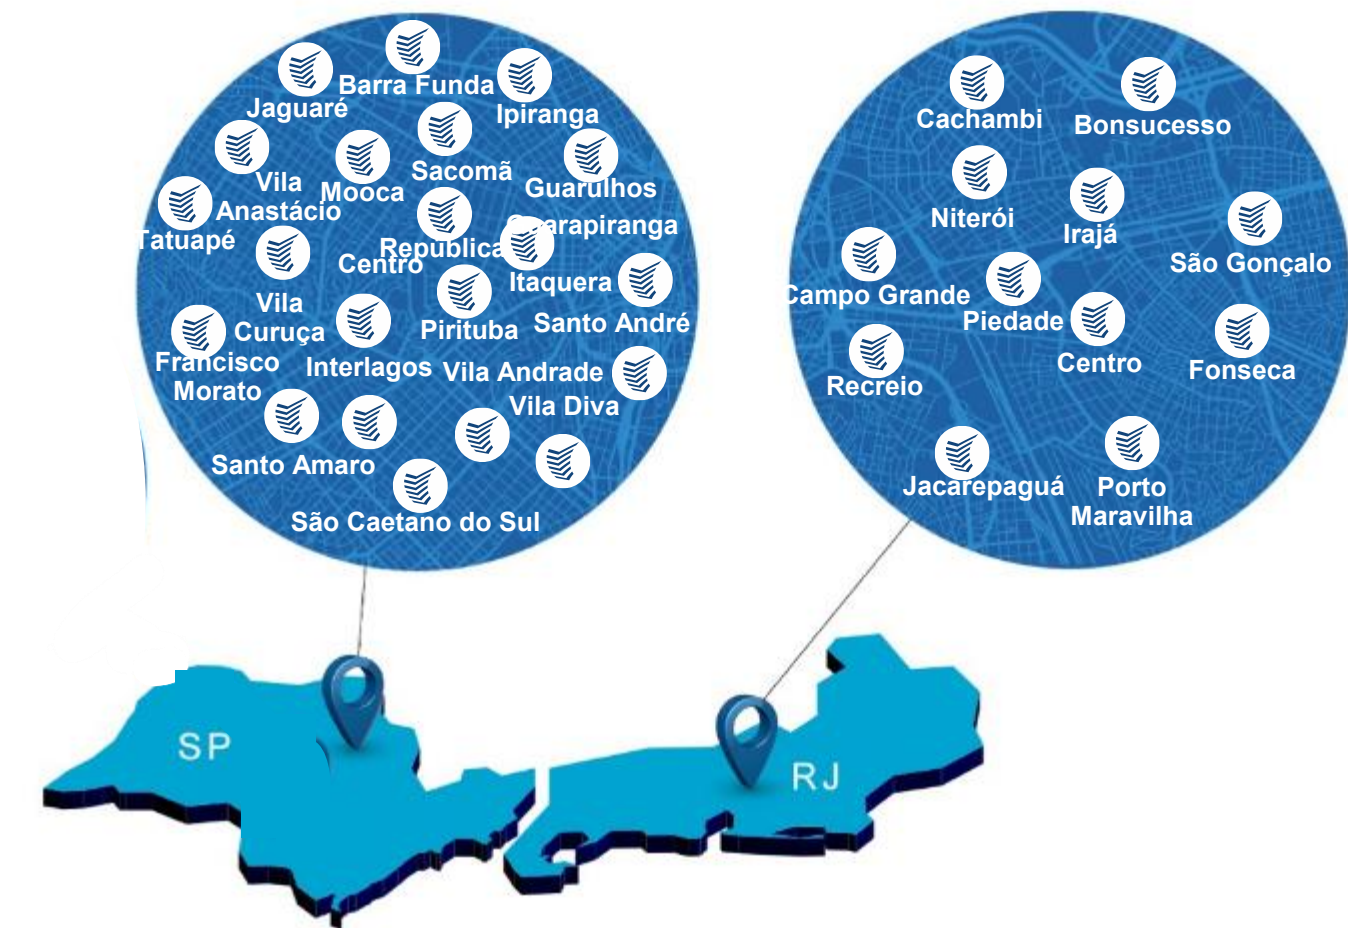 Barra Funda
Jaguaré
Ipiranga
Sacomã
Vila
Anastácio
Mooca
Guarulhos
Tatuapé
República
Guarapiranga
Centro
Itaquera
Vila
Curuça
Pirituba
Santo André
Francisco
Morato
Interlagos
Vila Andrade
Vila Diva
Santo Amaro
São Caetano do Sul
Cachambi
Bonsucesso
Niterói
Irajá
São Gonçalo
Campo Grande
Piedade
Centro
Fonseca
Recreio
Jacarepaguá
Porto
Maravilha
SP
RJ